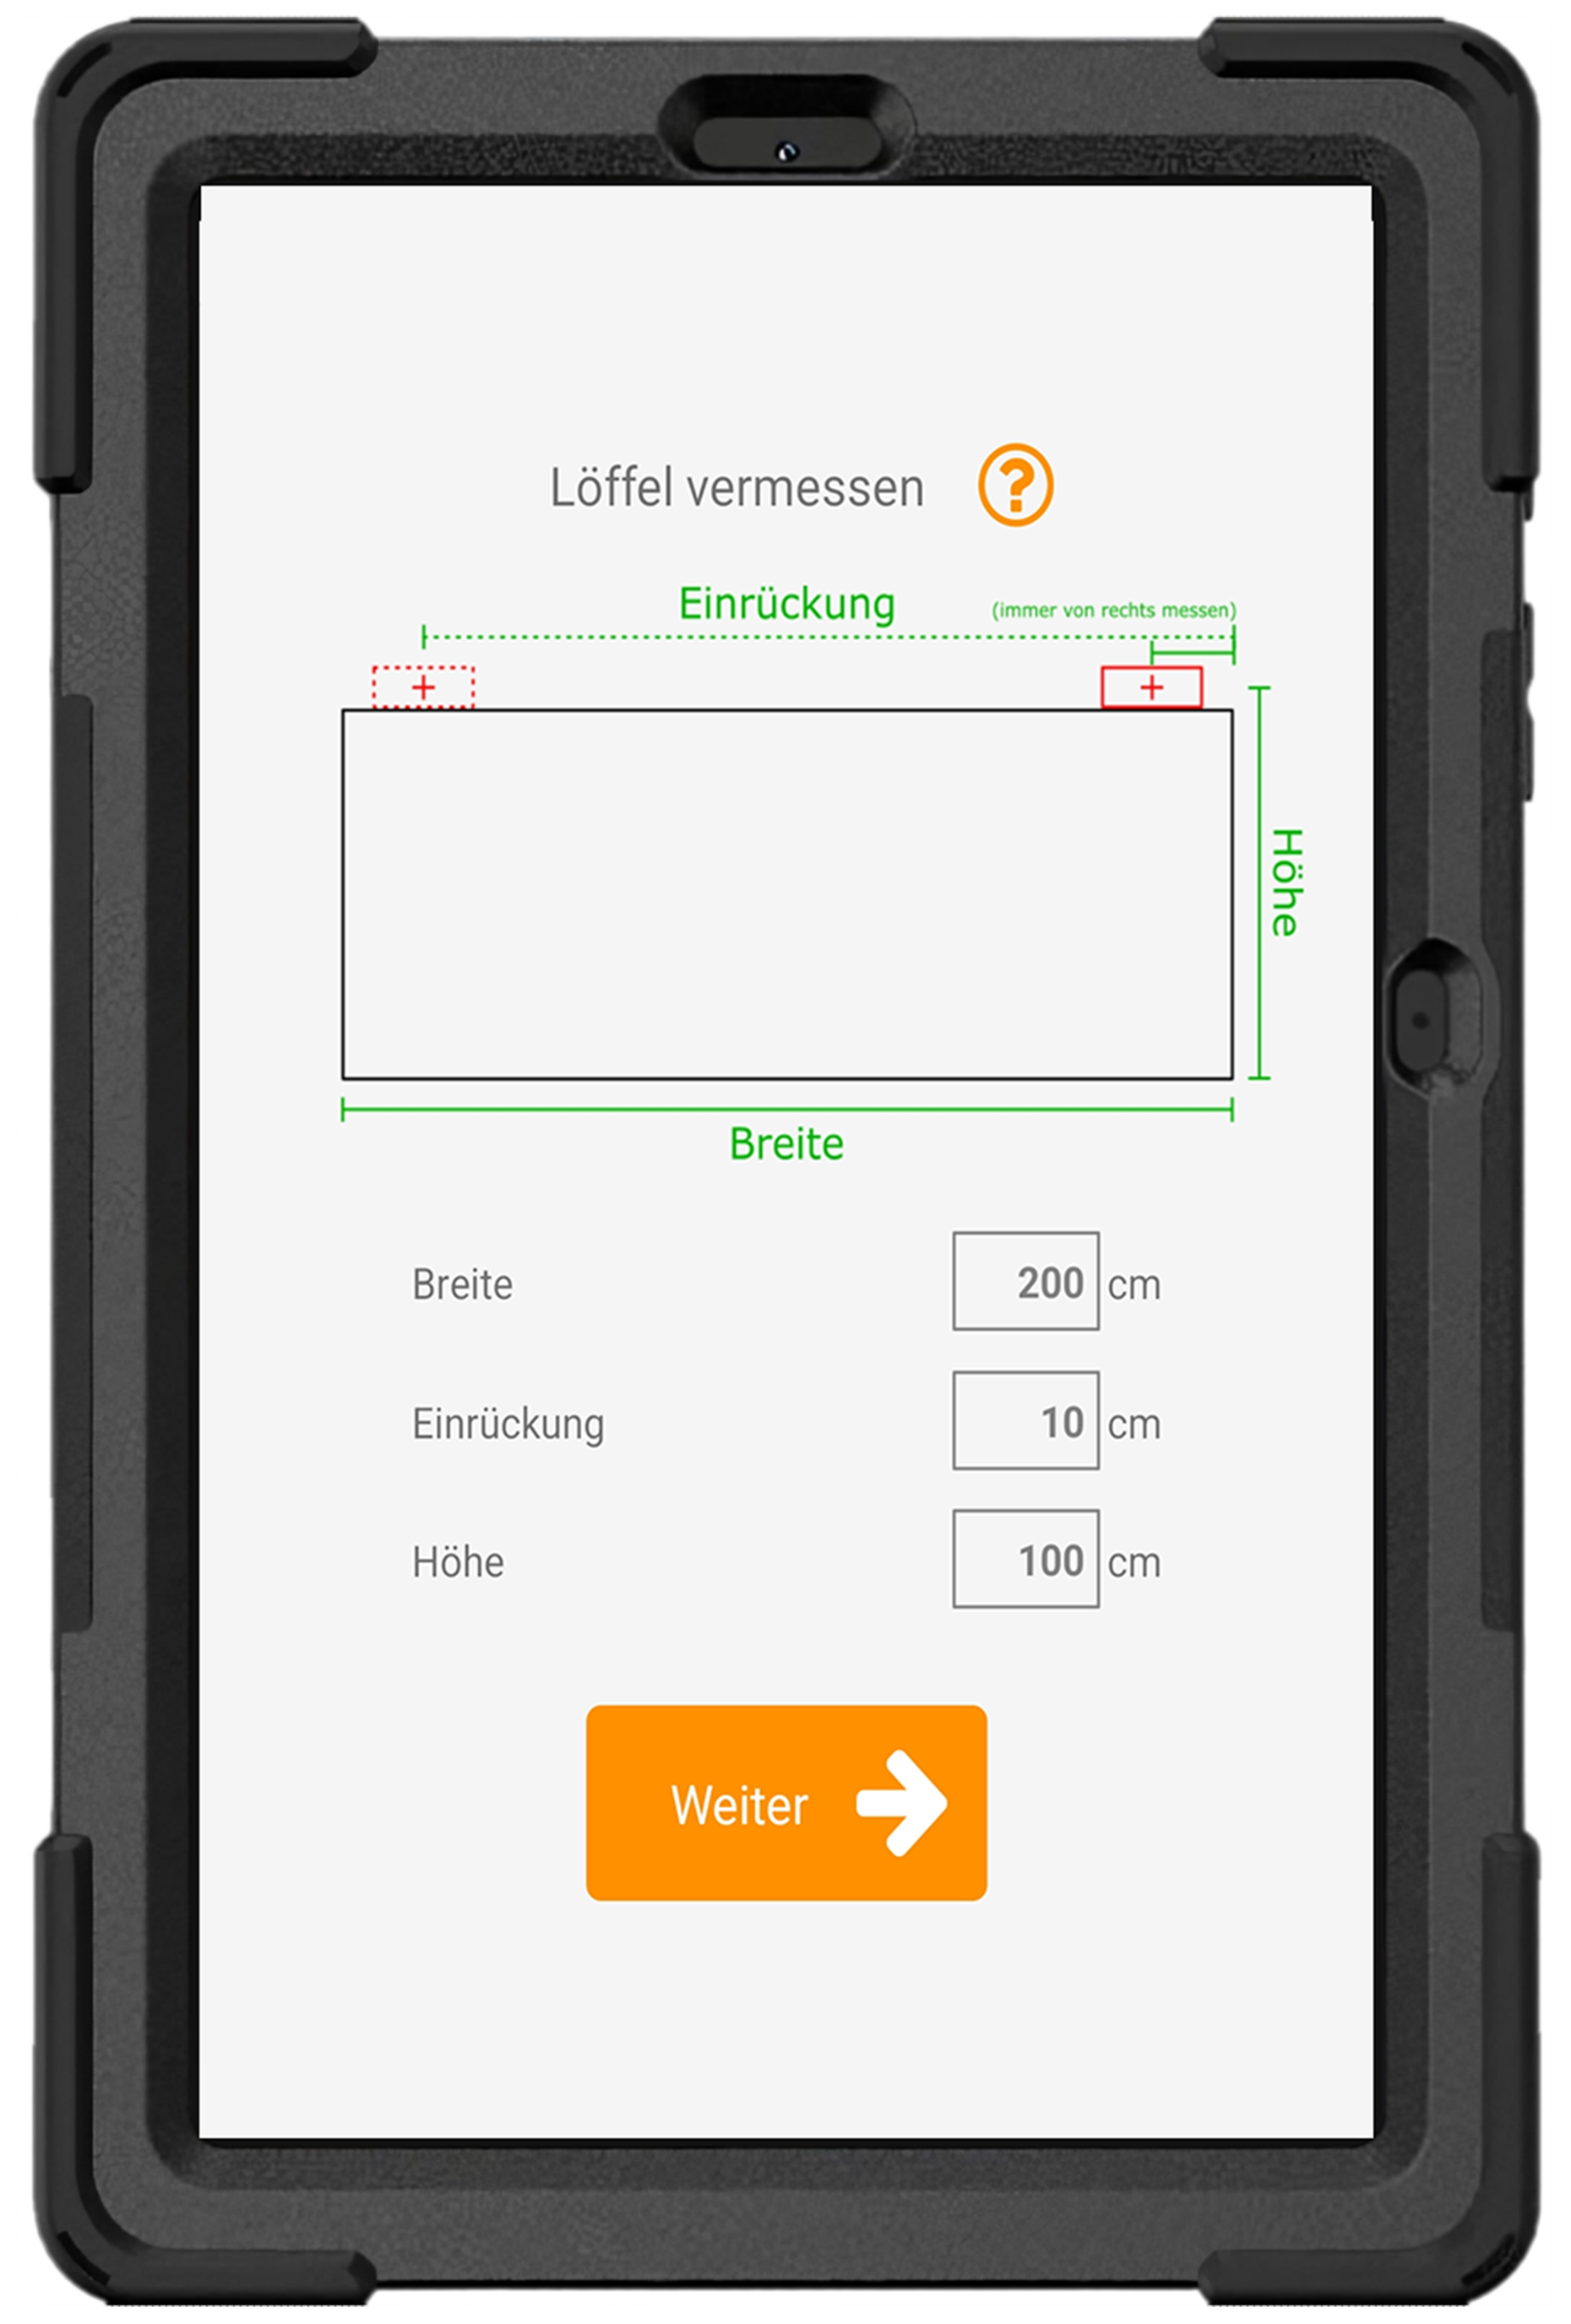 Löffel vermessen
Einrückung
(immer von rechts messen)
Höhe
Breite
Breite 200 cm
Einrückung 10 cm
Höhe 100 cm
Weiter